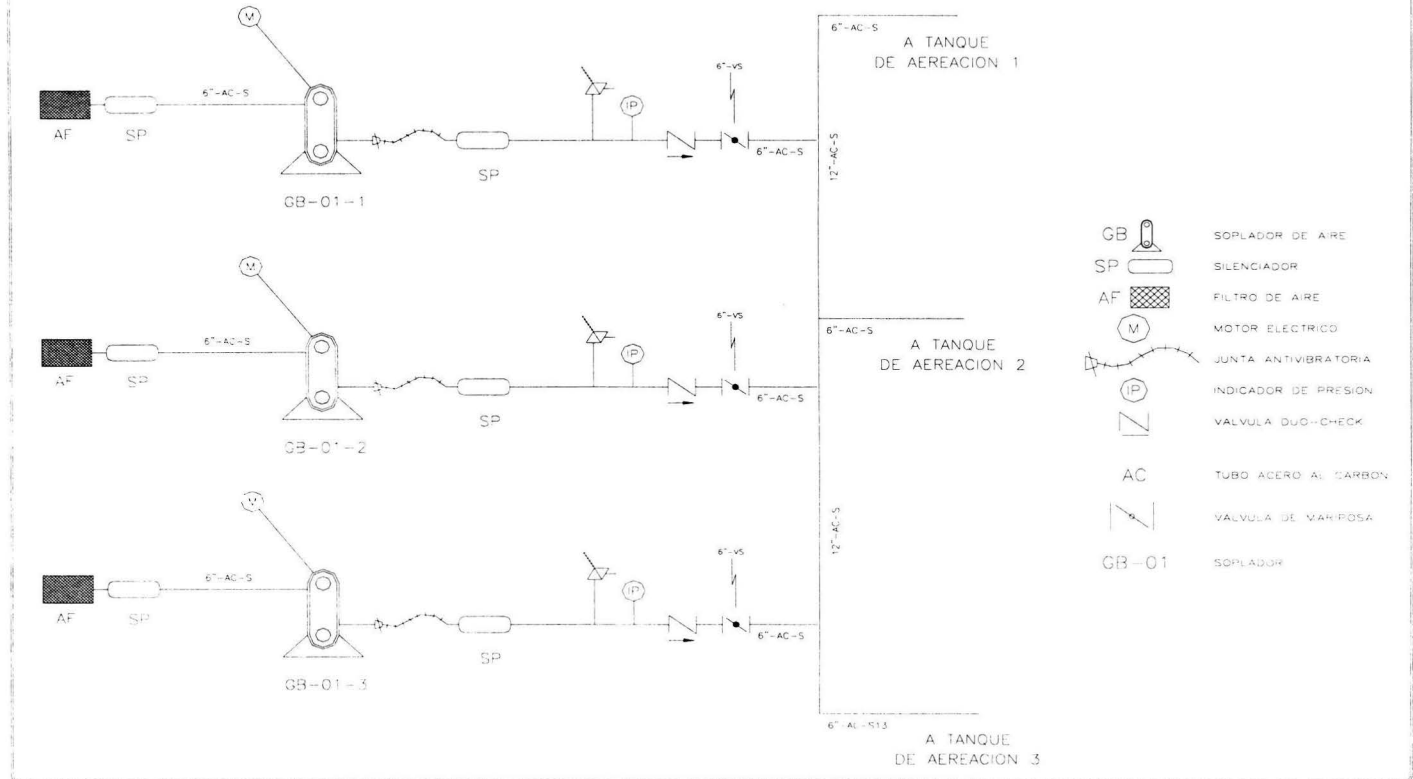 M
6"-AC-S
AF
SP
GB-01-1
SP
IP
6"-VS
6"-AC-S
12"-AC-S
6"-AC-S
A TANQUE
DE AEREACION 1
M
6"-AC-S
AF
SP
GB-01-2
SP
IP
6"-VS
6"-AC-S
6"-AC-S
A TANQUE
DE AEREACION 2
M
6"-AC-S
AF
SP
GB-01-3
SP
IP
6"-VS
6"-AC-S
12"-AC-S
6"-AL-S13
A TANQUE
DE AEREACION 3
GB SOPLADOR DE AIRE
SP SILENCIADOR
AF FILTRO DE AIRE
M MOTOR ELECTRICO
JUNTA ANTIVIBRATORIA
IP INDICADOR DE PRESION
VALVULA DUO-CHECK
AC TUBO ACERO AL CARBON
VALVULA DE MARIPOSA
GB-01 SOPLADOR